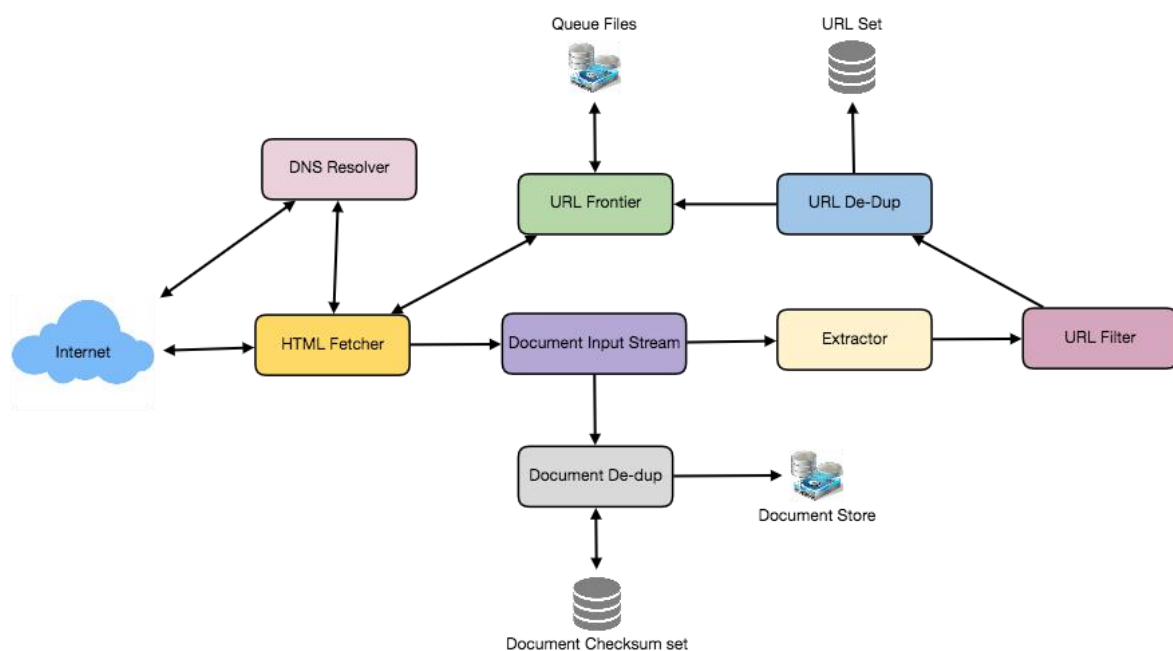 Queue Files
URL Set
DNS Resolver
URL Frontier
URL De-Dup
Internet
HTML Fetcher
Document Input Stream
Extractor
URL Filter
Document De-dup
Document Store
Document Checksum set